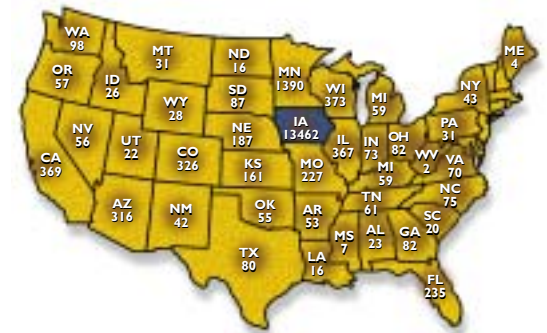 WA
98
OR
57
CA
369
NV
56
ID
26
MT
31
WY
28
UT
22
AZ
316
CO
326
NM
42
ND
16
SD
87
NE
187
KS
161
OK
55
TX
80
MN
1390
IA
13462
MO
227
AR
53
LA
16
WI
373
IL
367
MI
59
IN
73
OH
82
MI
59
TN
61
MS
7
AL
23
GA
82
FL
235
SC
20
NC
75
VA
70
WV
2
PA
31
NY
43
ME
4